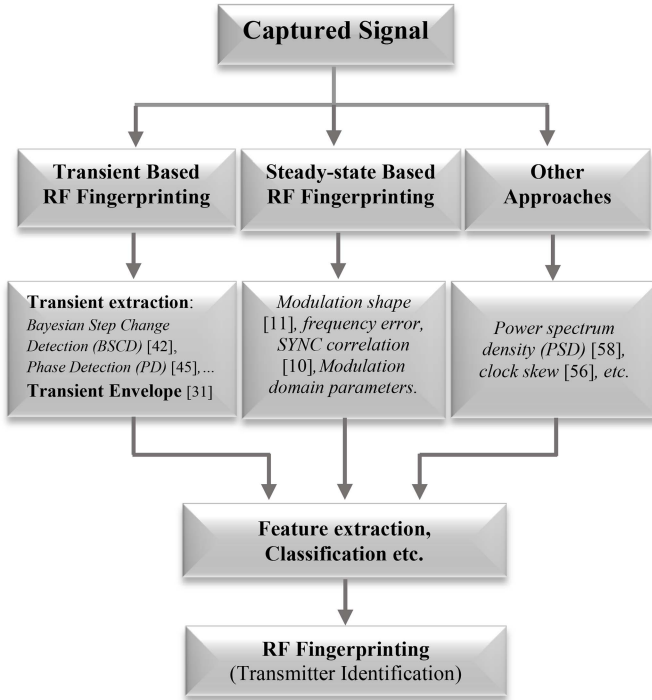 Captured Signal
Transient Based
RF Fingerprinting
Steady-state Based
RF Fingerprinting
Other
Approaches
Transient extraction:
Bayesian Step Change
Detection (BSCD) [42],
Phase Detection (PD) [45],...
Transient Envelope [31]
Modulation shape
[11], frequency error,
SYNC correlation
[10], Modulation
domain parameters.
Power spectrum
density (PSD) [58],
clock skew [56], etc.
Feature extraction,
Classification etc.
RF Fingerprinting
(Transmitter Identification)